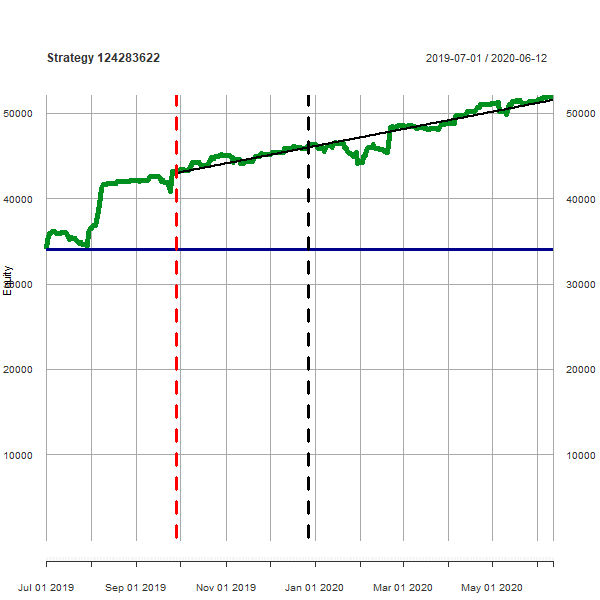 Strategy 124283622
2019-07-01 / 2020-06-12
50000
50000
40000
40000
Equity
30000
30000
20000
20000
10000
10000
Jul 01 2019
Sep 01 2019
Nov 01 2019
Jan 01 2020
Mar 01 2020
May 01 2020